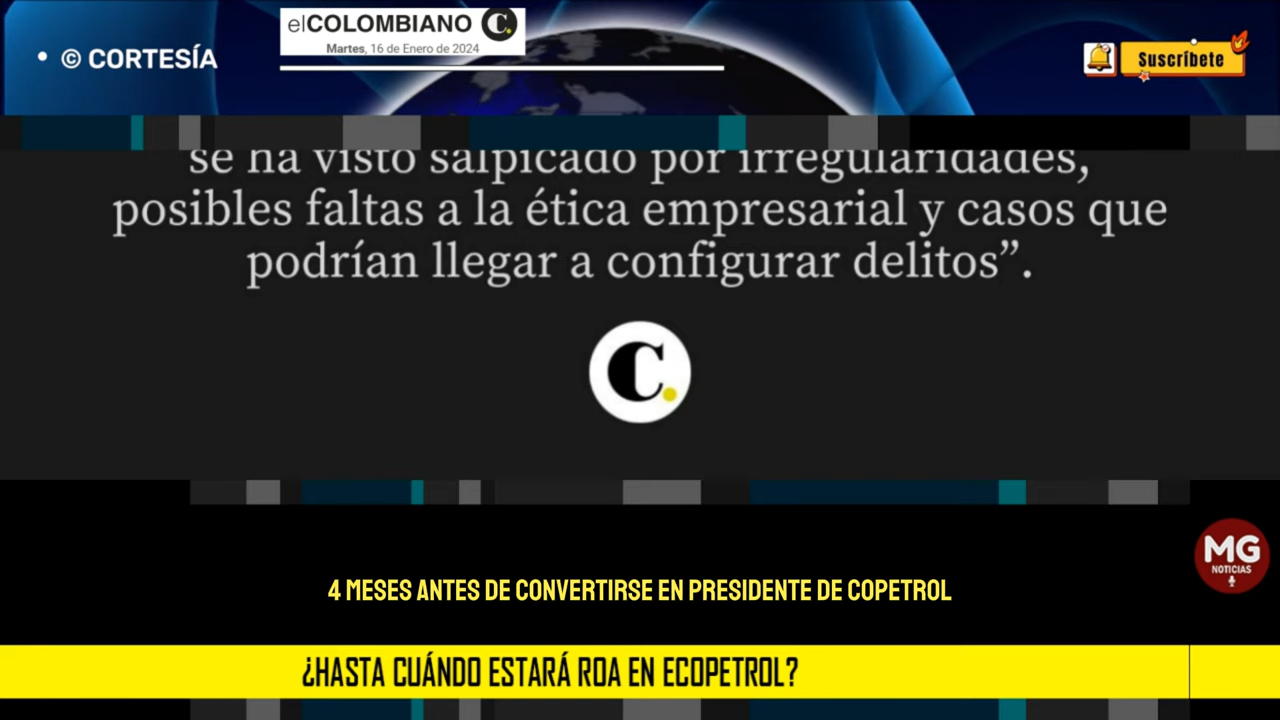 • © CORTESÍA
elCOLOMBIANO C.
Martes, 16 de Enero de 2024
Suscríbete
se ha visto salpicado por irregularidades,
posibles faltas a la ética empresarial y casos que
podrían llegar a configurar delitos”.
C.
MG
NOTICIAS
4 MESES ANTES DE CONVERTIRSE EN PRESIDENTE DE COPETROL
¿HASTA CUÁNDO ESTARÁ ROA EN ECOPETROL?